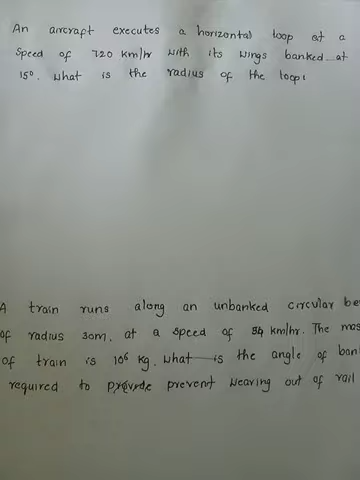 An aircraft executes a horizontal loop at a
speed of 720 km/hr with its wings banked at
15°. What is the radius of the loop?
A train runs along an unbanked circular be
of radius 30m. at a speed of 54 km/hr. The mas
of train is 10⁶ kg. What is the angle of ban
required to prevent wearing out of rail